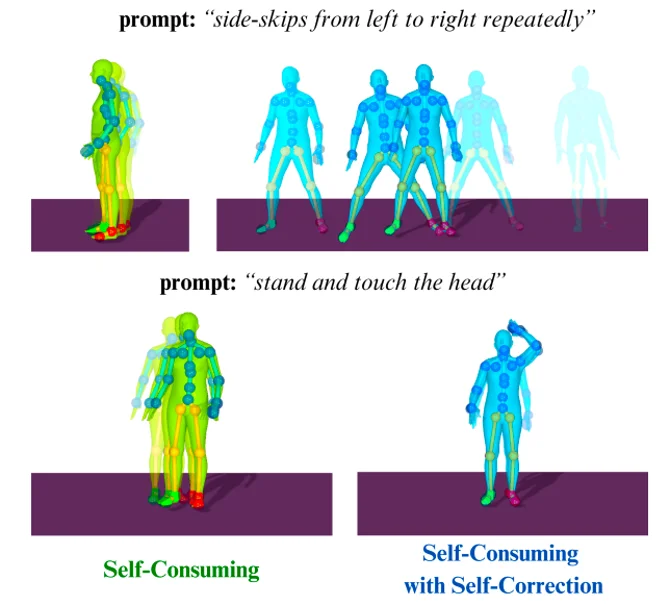 prompt: “side-skips from left to right repeatedly”
prompt: “stand and touch the head”
Self-Consuming
Self-Consuming
with Self-Correction